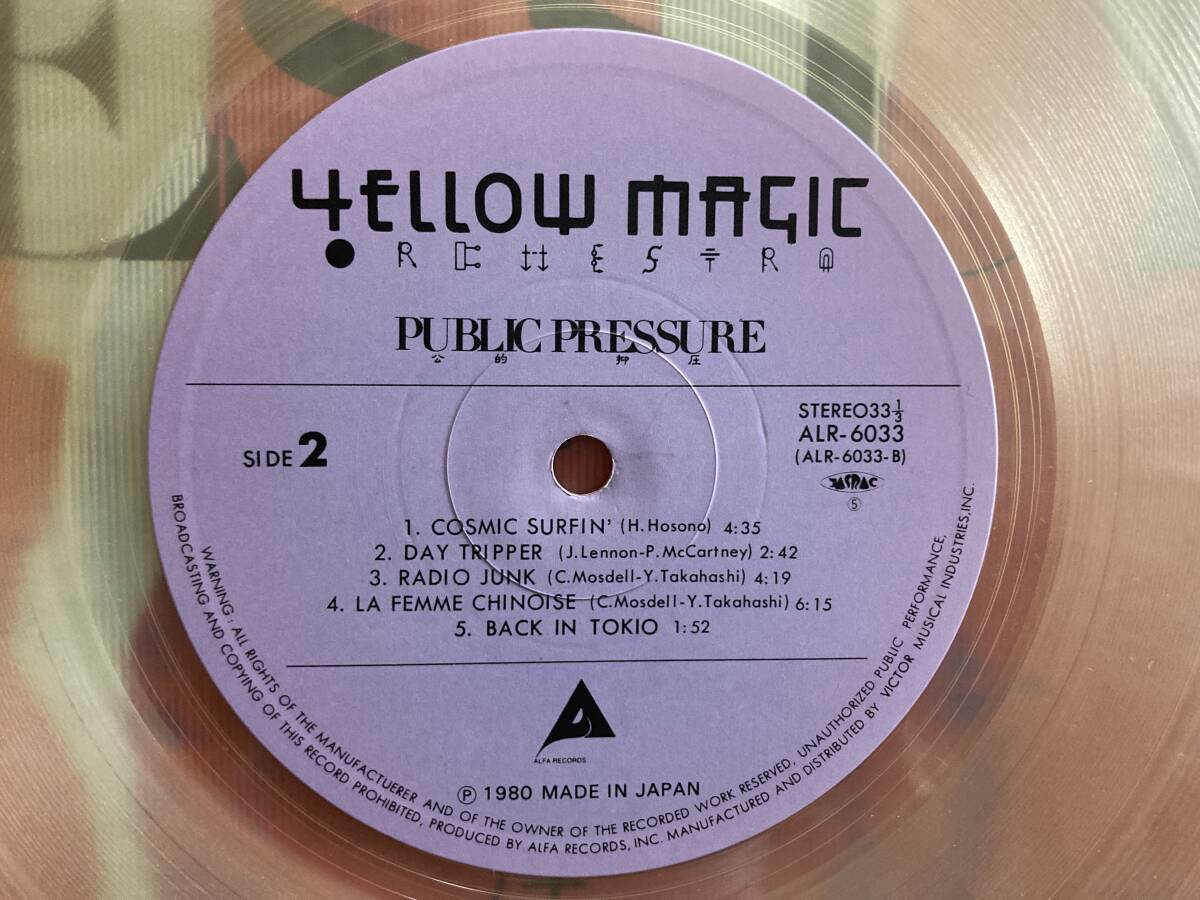 YELLOW MAGIC
ORCHESTRA
PUBLIC PRESSURE
公的抑圧
SIDE 2
STEREO33 1/3
ALR-6033
(ALR-6033-B)
JASRAC
⑤
1. COSMIC SURFIN' (H. Hosono) 4:35
2. DAY TRIPPER (J. Lennon-P. McCartney) 2:42
3. RADIO JUNK (C. Mosdell-Y. Takahashi) 4:19
4. LA FEMME CHINOISE (C. Mosdell-Y. Takahashi) 6:15
5. BACK IN TOKIO 1:52
ALFA RECORDS
Ⓟ 1980 MADE IN JAPAN
WARNING: ALL RIGHTS OF THE MANUFACTUERER AND OF THE OWNER OF THE RECORDED WORK RESERVED, UNAUTHORIZED PUBLIC PERFORMANCE,
BROADCASTING AND COPYING OF THIS RECORD PROHIBITED, PRODUCED BY ALFA RECORDS, INC. MANUFACTURED AND DISTRIBUTED BY VICTOR MUSICAL INDUSTRIES, INC.